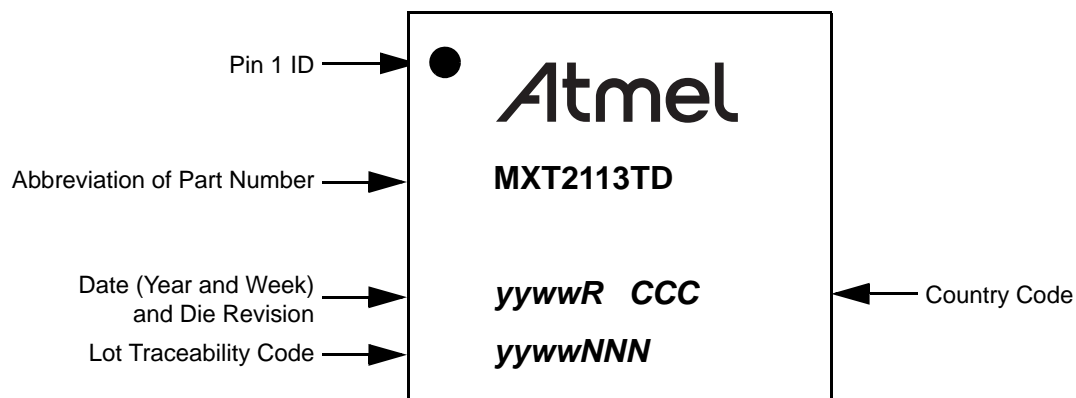 Pin 1 ID
Atmel
Abbreviation of Part Number
MXT2113TD
Date (Year and Week)
and Die Revision
yywwR CCC
Country Code
Lot Traceability Code
yywwNNN